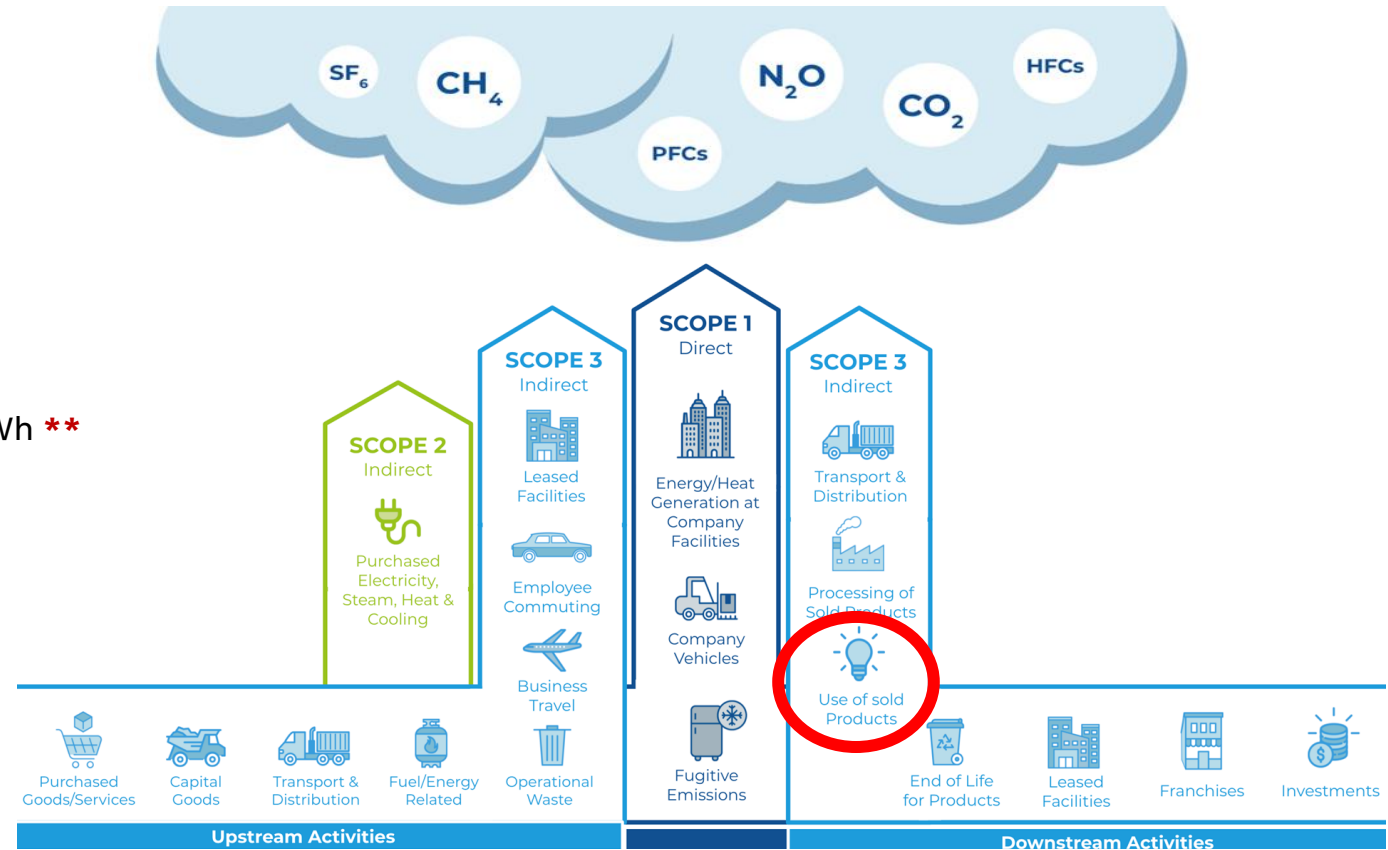 SF₆
CH₄
N₂O
CO₂
HFCs
PFCs
Wh **
SCOPE 2
Indirect
Purchased
Electricity,
Steam, Heat &
Cooling
SCOPE 3
Indirect
Leased
Facilities
Employee
Commuting
Business
Travel
SCOPE 1
Direct
Energy/Heat
Generation at
Company
Facilities
Company
Vehicles
Fugitive
Emissions
SCOPE 3
Indirect
Transport &
Distribution
Processing of
Sold Products
Use of sold
Products
Purchased
Goods/Services
Capital
Goods
Transport &
Distribution
Fuel/Energy
Related
Operational
Waste
End of Life
for Products
Leased
Facilities
Franchises
$
Investments
Upstream Activities
Downstream Activities